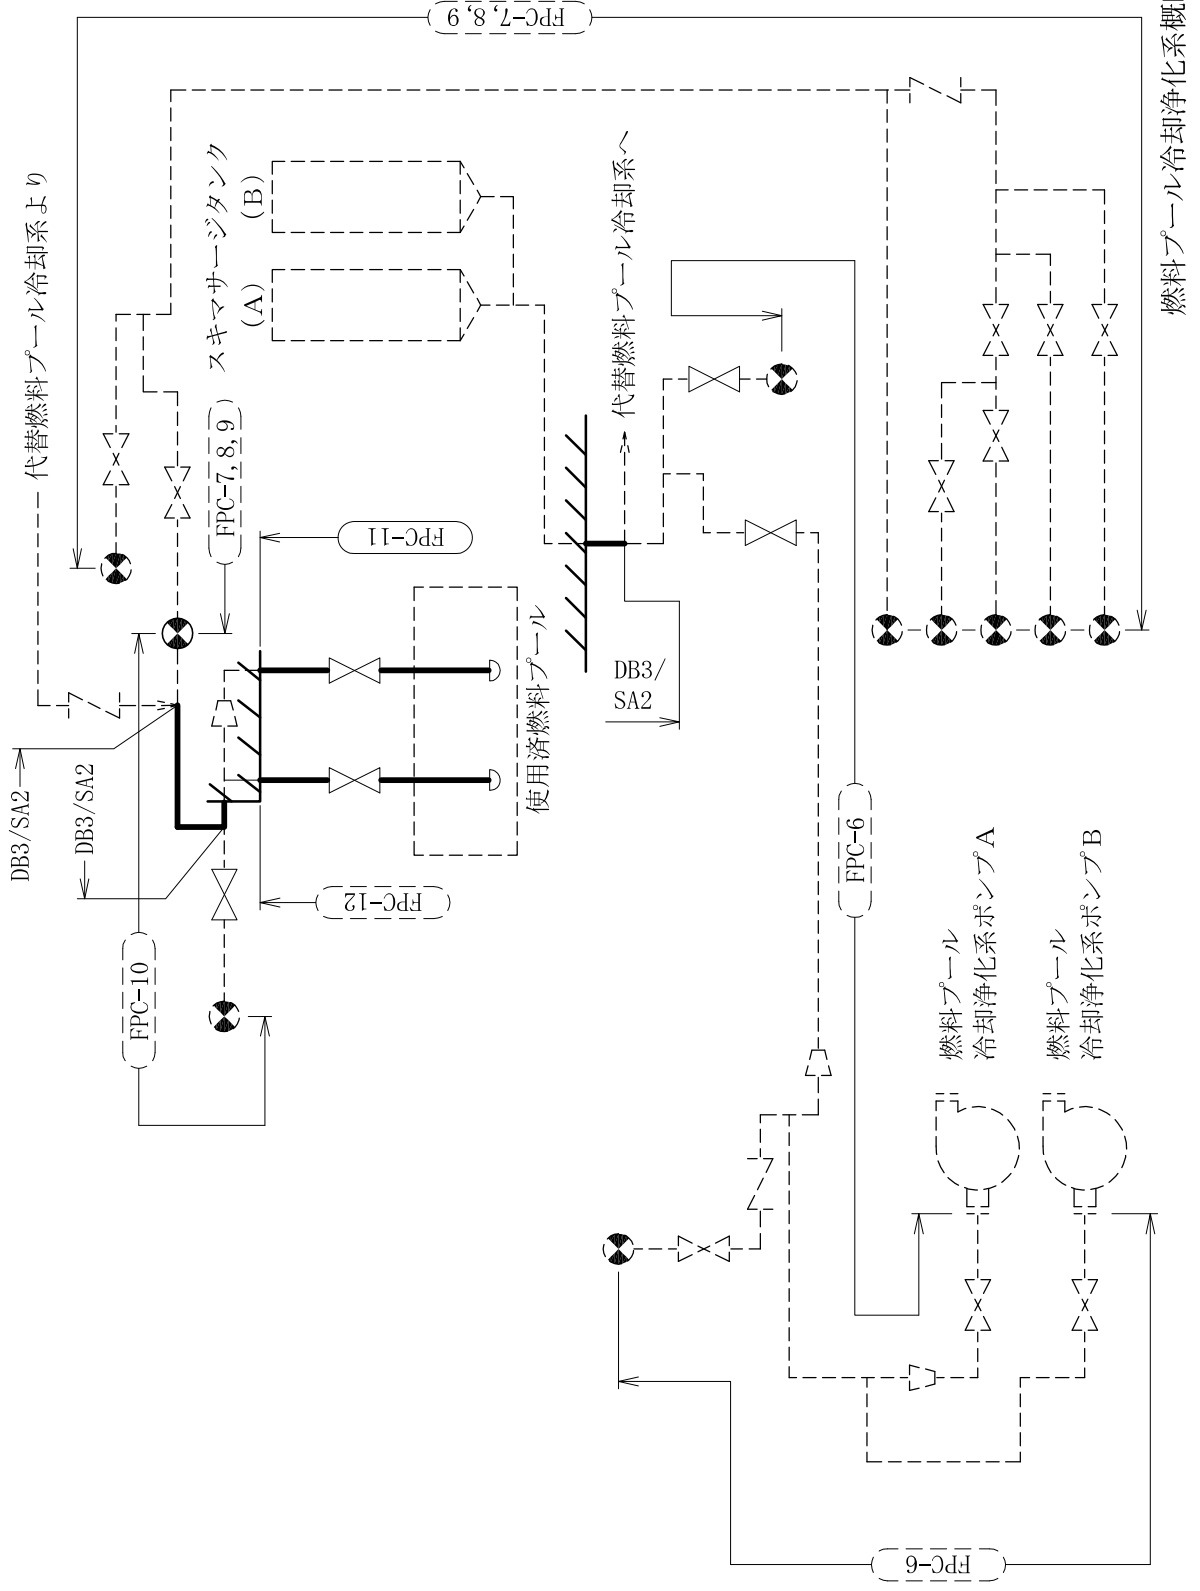 FPC-7,8,9
代替燃料プール冷却系より
スキマサージタンク
(A)
(B)
FPC-7,8,9
FPC-11
DB3/SA2
DB3/SA2
FPC-10
FPC-12
使用済燃料プール
代替燃料プール冷却系へ
DB3/
SA2
FPC-6
燃料プール
冷却浄化系ポンプA
燃料プール
冷却浄化系ポンプB
FPC-6
燃料プール冷却浄化系概